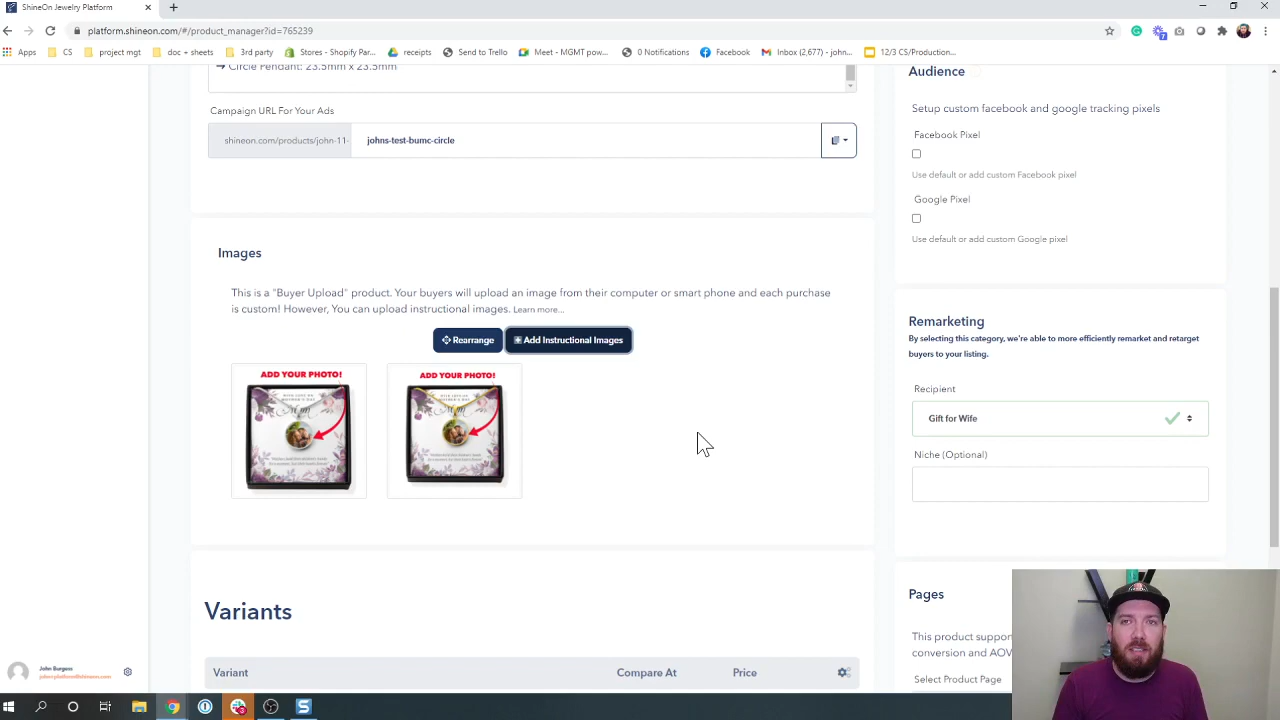 ShineOn Jewelry Platform
platform.shineon.com/#/product_manager?id=765239
Apps CS project mgt doc + sheets 3rd party Stores - Shopify Par... receipts Send to Trello Meet - MGMT pow... 0 Notifications Facebook Inbox (2,677) - john... 12/3 CS/Production...
Circle Pendant: 23.5mm x 23.5mm
Campaign URL For Your Ads
shineon.com/products/john-11- johns-test-bumc-circle
Images
This is a "Buyer Upload" product. Your buyers will upload an image from their computer or smart phone and each purchase
is custom! However, You can upload instructional images. Learn more...
Rearrange Add Instructional Images
ADD YOUR PHOTO! ADD YOUR PHOTO!
Mom Mom
Variants
Variant Compare At Price
Audience
Setup custom facebook and google tracking pixels
Facebook Pixel
Use default or add custom Facebook pixel
Google Pixel
Use default or add custom Google pixel
Remarketing
By selecting this category, we're able to more efficiently remarket and retarget
buyers to your listing.
Recipient
Gift for Wife
Niche (Optional)
Pages
This product suppor
conversion and AOV
Select Product Page
John Burgess